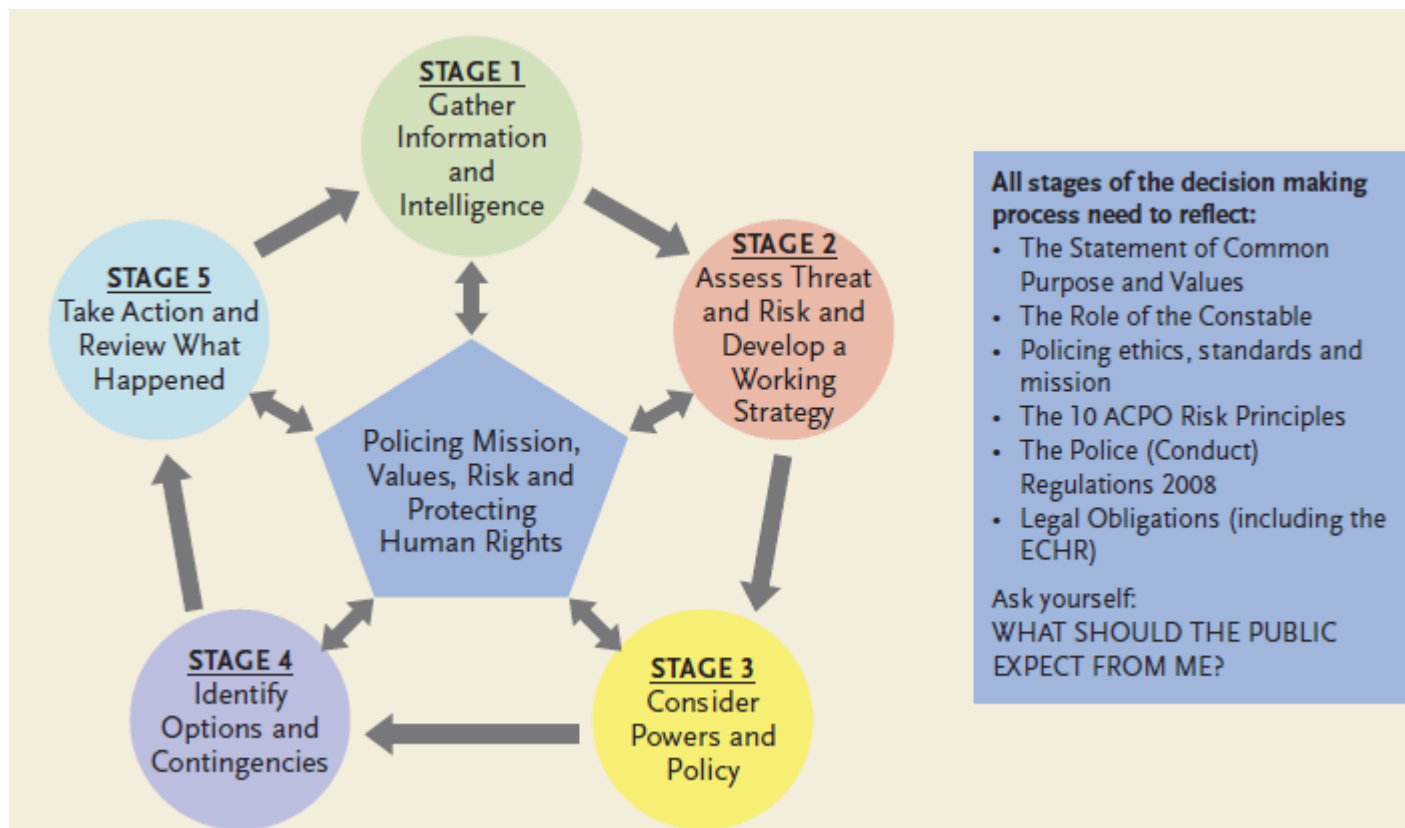 STAGE 1
Gather
Information
and
Intelligence
STAGE 2
Assess Threat
and Risk and
Develop a
Working
Strategy
STAGE 3
Consider
Powers and
Policy
STAGE 4
Identify
Options and
Contingencies
STAGE 5
Take Action and
Review What
Happened
Policing Mission,
Values, Risk and
Protecting
Human Rights
All stages of the decision making
process need to reflect:
• The Statement of Common
Purpose and Values
• The Role of the Constable
• Policing ethics, standards and
mission
• The 10 ACPO Risk Principles
• The Police (Conduct)
Regulations 2008
• Legal Obligations (including the
ECHR)
Ask yourself:
WHAT SHOULD THE PUBLIC
EXPECT FROM ME?